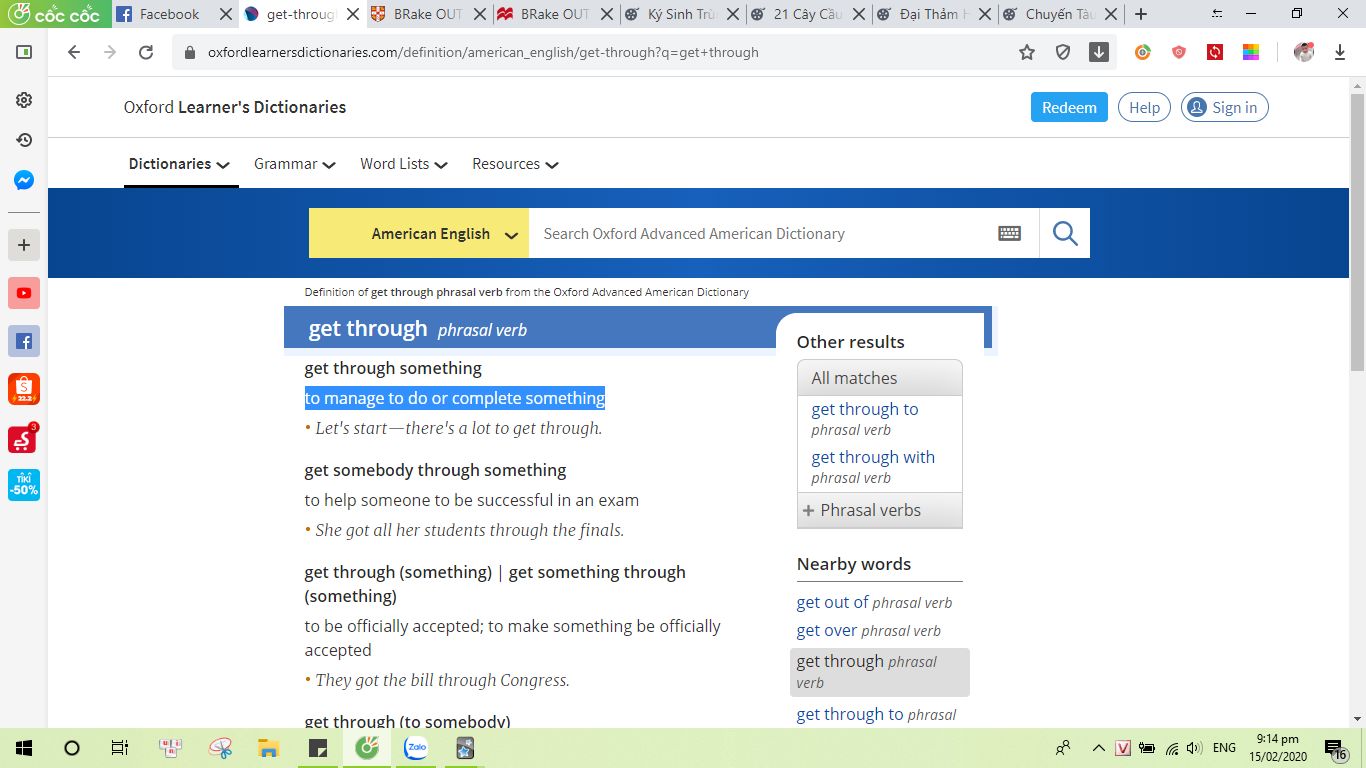 cốc cốc
Facebook
get-throug
BRake OUT
BRake OUT
Ký Sinh Trù
21 Cây Cầu
Đại Thảm H
Chuyến Tàu
oxfordlearnersdictionaries.com/definition/american_english/get-through?q=get+through
Oxford Learner's Dictionaries
Redeem
Help
Sign in
Dictionaries
Grammar
Word Lists
Resources
American English
Search Oxford Advanced American Dictionary
Definition of get through phrasal verb from the Oxford Advanced American Dictionary
get through phrasal verb
get through something
to manage to do or complete something
• Let's start—there's a lot to get through.
get somebody through something
to help someone to be successful in an exam
• She got all her students through the finals.
get through (something) | get something through
(something)
to be officially accepted; to make something be officially
accepted
• They got the bill through Congress.
get through (to somebody)
Other results
All matches
get through to
phrasal verb
get through with
phrasal verb
+ Phrasal verbs
Nearby words
get out of phrasal verb
get over phrasal verb
get through phrasal
verb
get through to phrasal
22.2
3
TIKI
-50%
Zalo
V
ENG
9:14 pm
15/02/2020
16